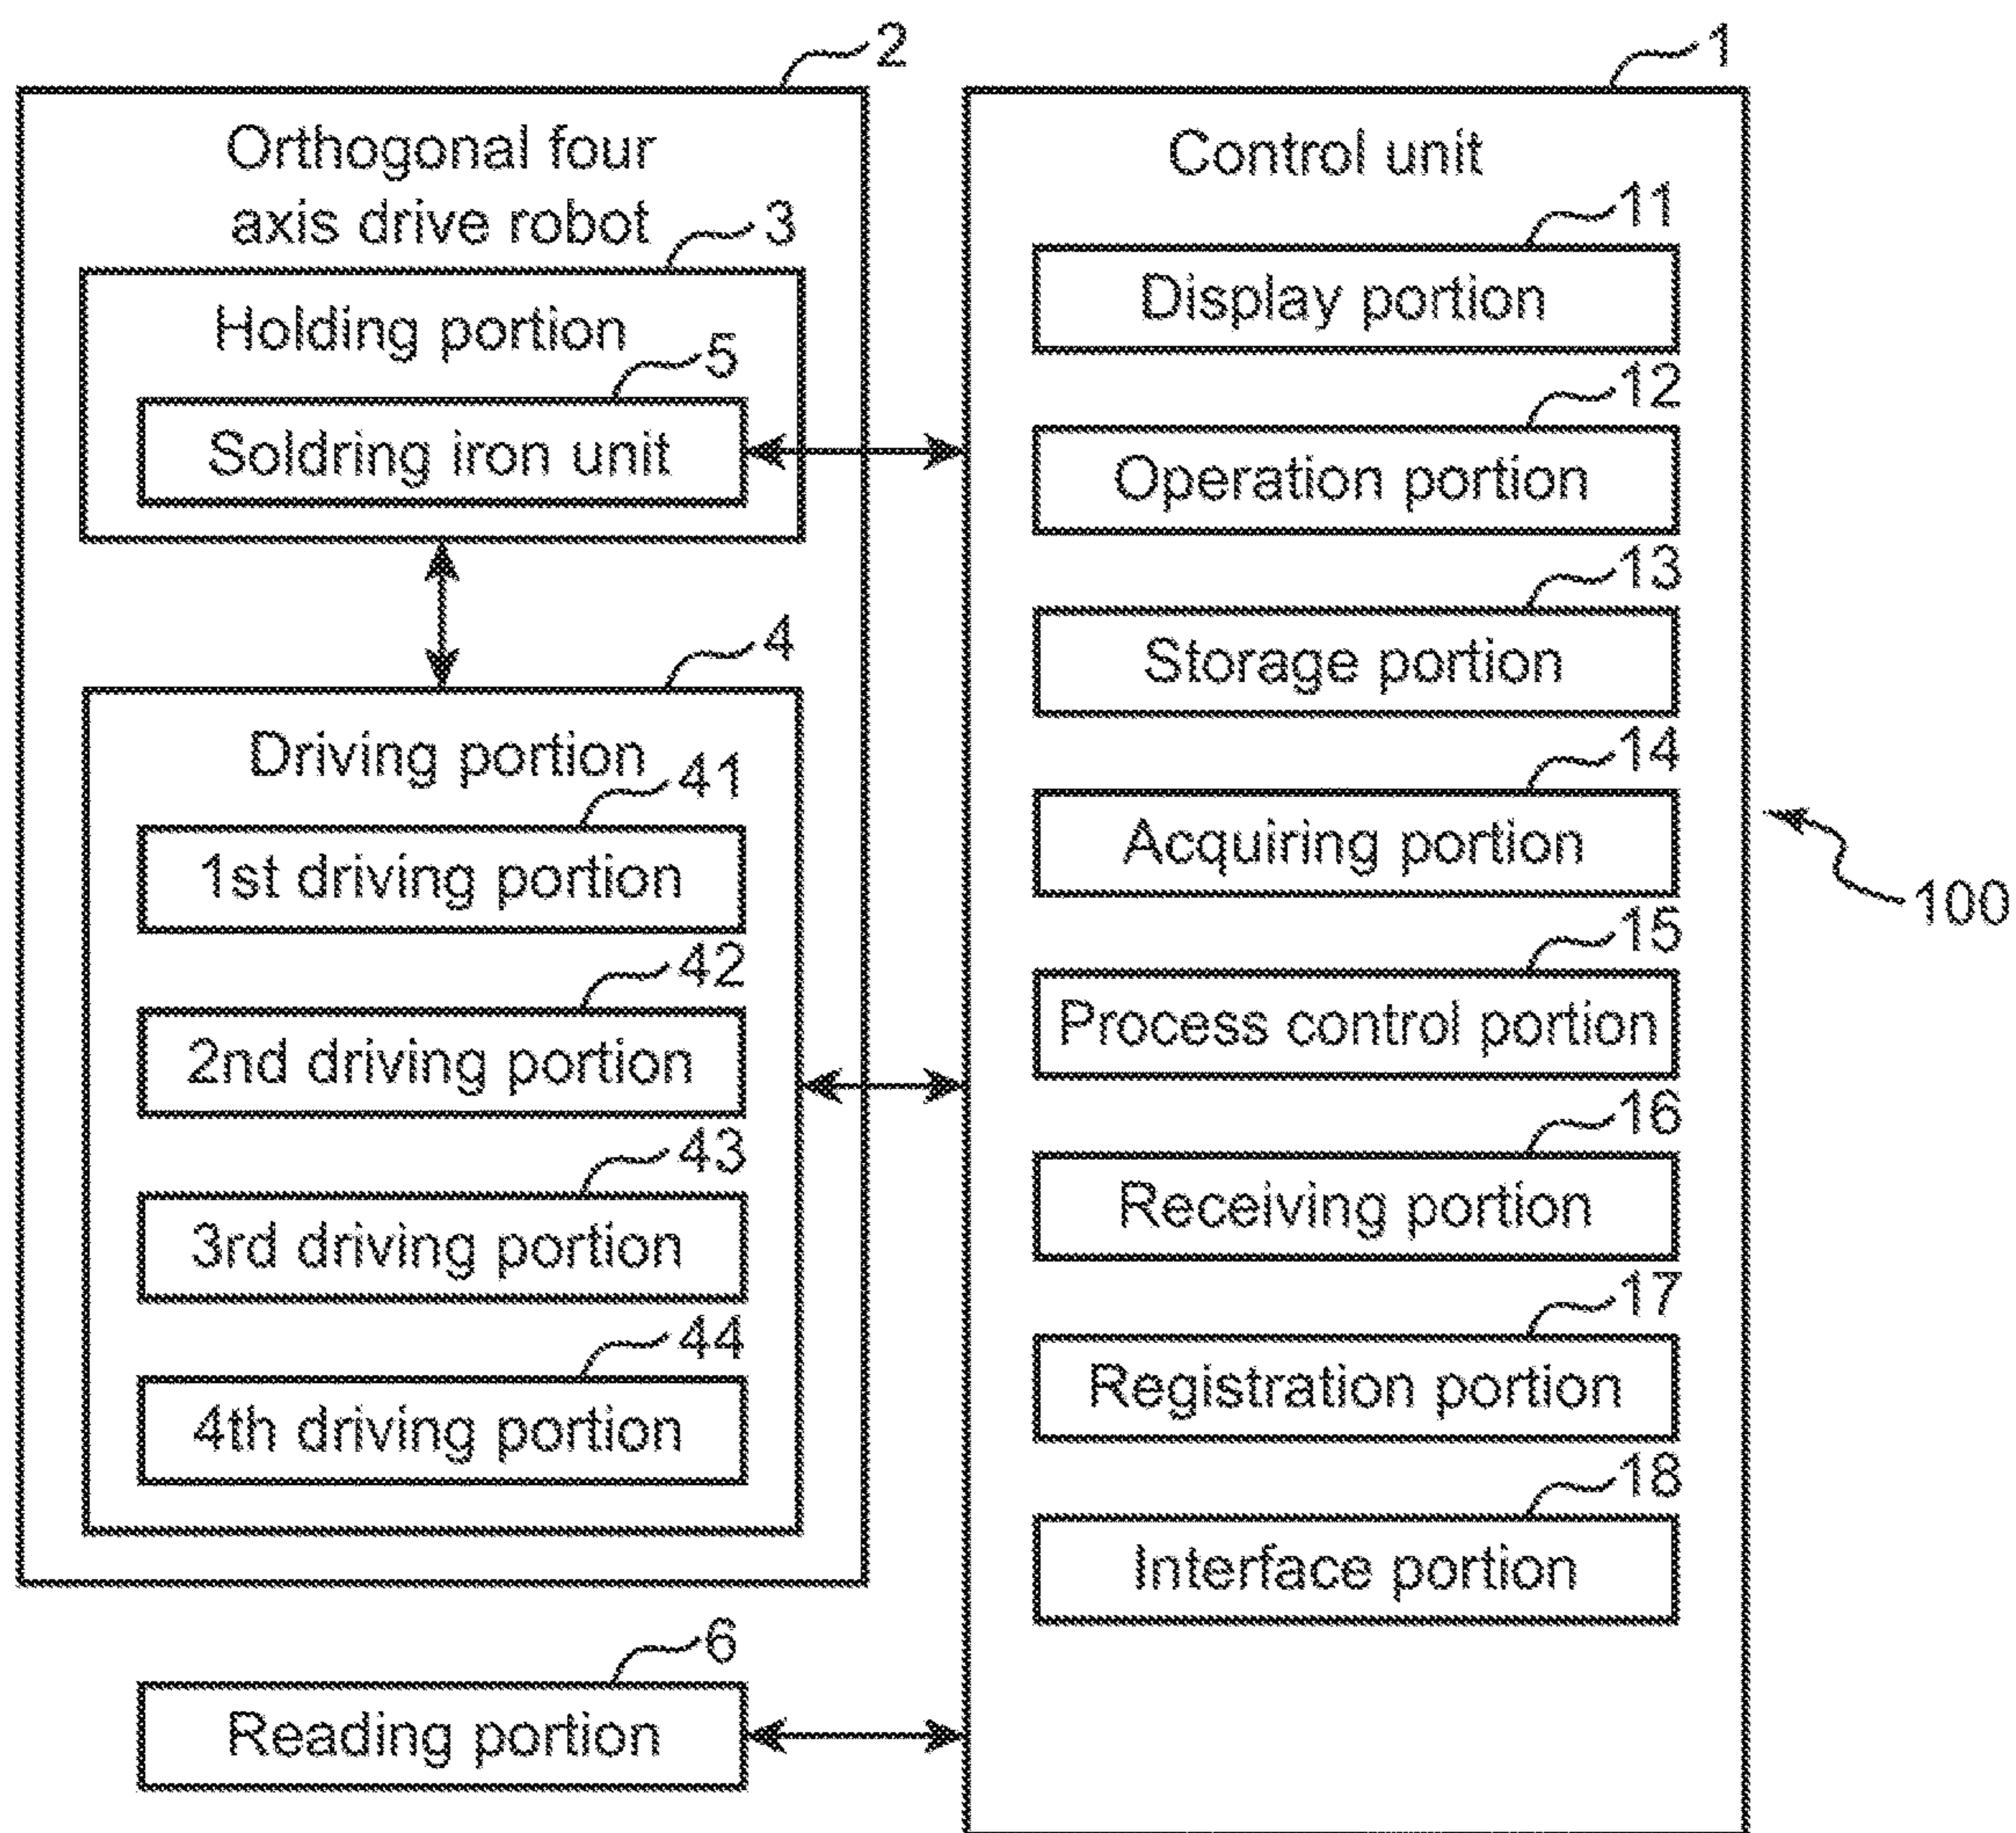 2
Orthogonal four
axis drive robot
3
Holding portion
5
Soldring iron unit
4
Driving portion
41
1st driving portion
42
2nd driving portion
43
3rd driving portion
44
4th driving portion
6
Reading portion
1
Control unit
11
Display portion
12
Operation portion
13
Storage portion
14
Acquiring portion
15
Process control portion
16
Receiving portion
17
Registration portion
18
Interface portion
100